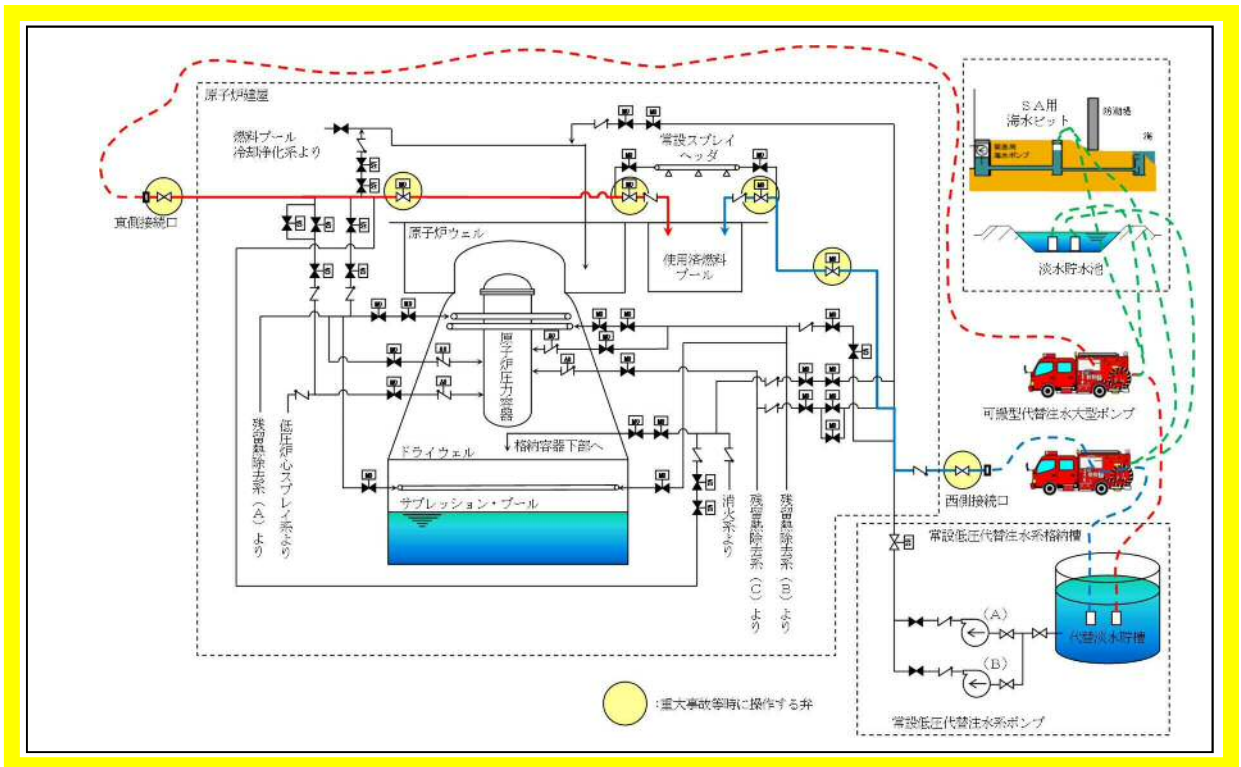 原子炉建屋
燃料プール
冷却浄化系より
常設スプレイ
ヘッダ
東側接続口
原子炉ウェル
使用済燃料
プール
原子炉圧力容器
格納容器下部へ
ドライウェル
サプレッション・プール
残留熱除去系(A)より
低圧炉心スプレイ系より
消火系より
残留熱除去系(C)より
残留熱除去系(B)より
SA用
海水ピット
防潮堤
海
緊急用
海水ポンプ
淡水貯水池
可搬型代替注水大型ポンプ
西側接続口
常設低圧代替注水系格納槽
(A)
(B)
代替淡水貯槽
常設低圧代替注水系ポンプ
:重大事故等時に操作する弁